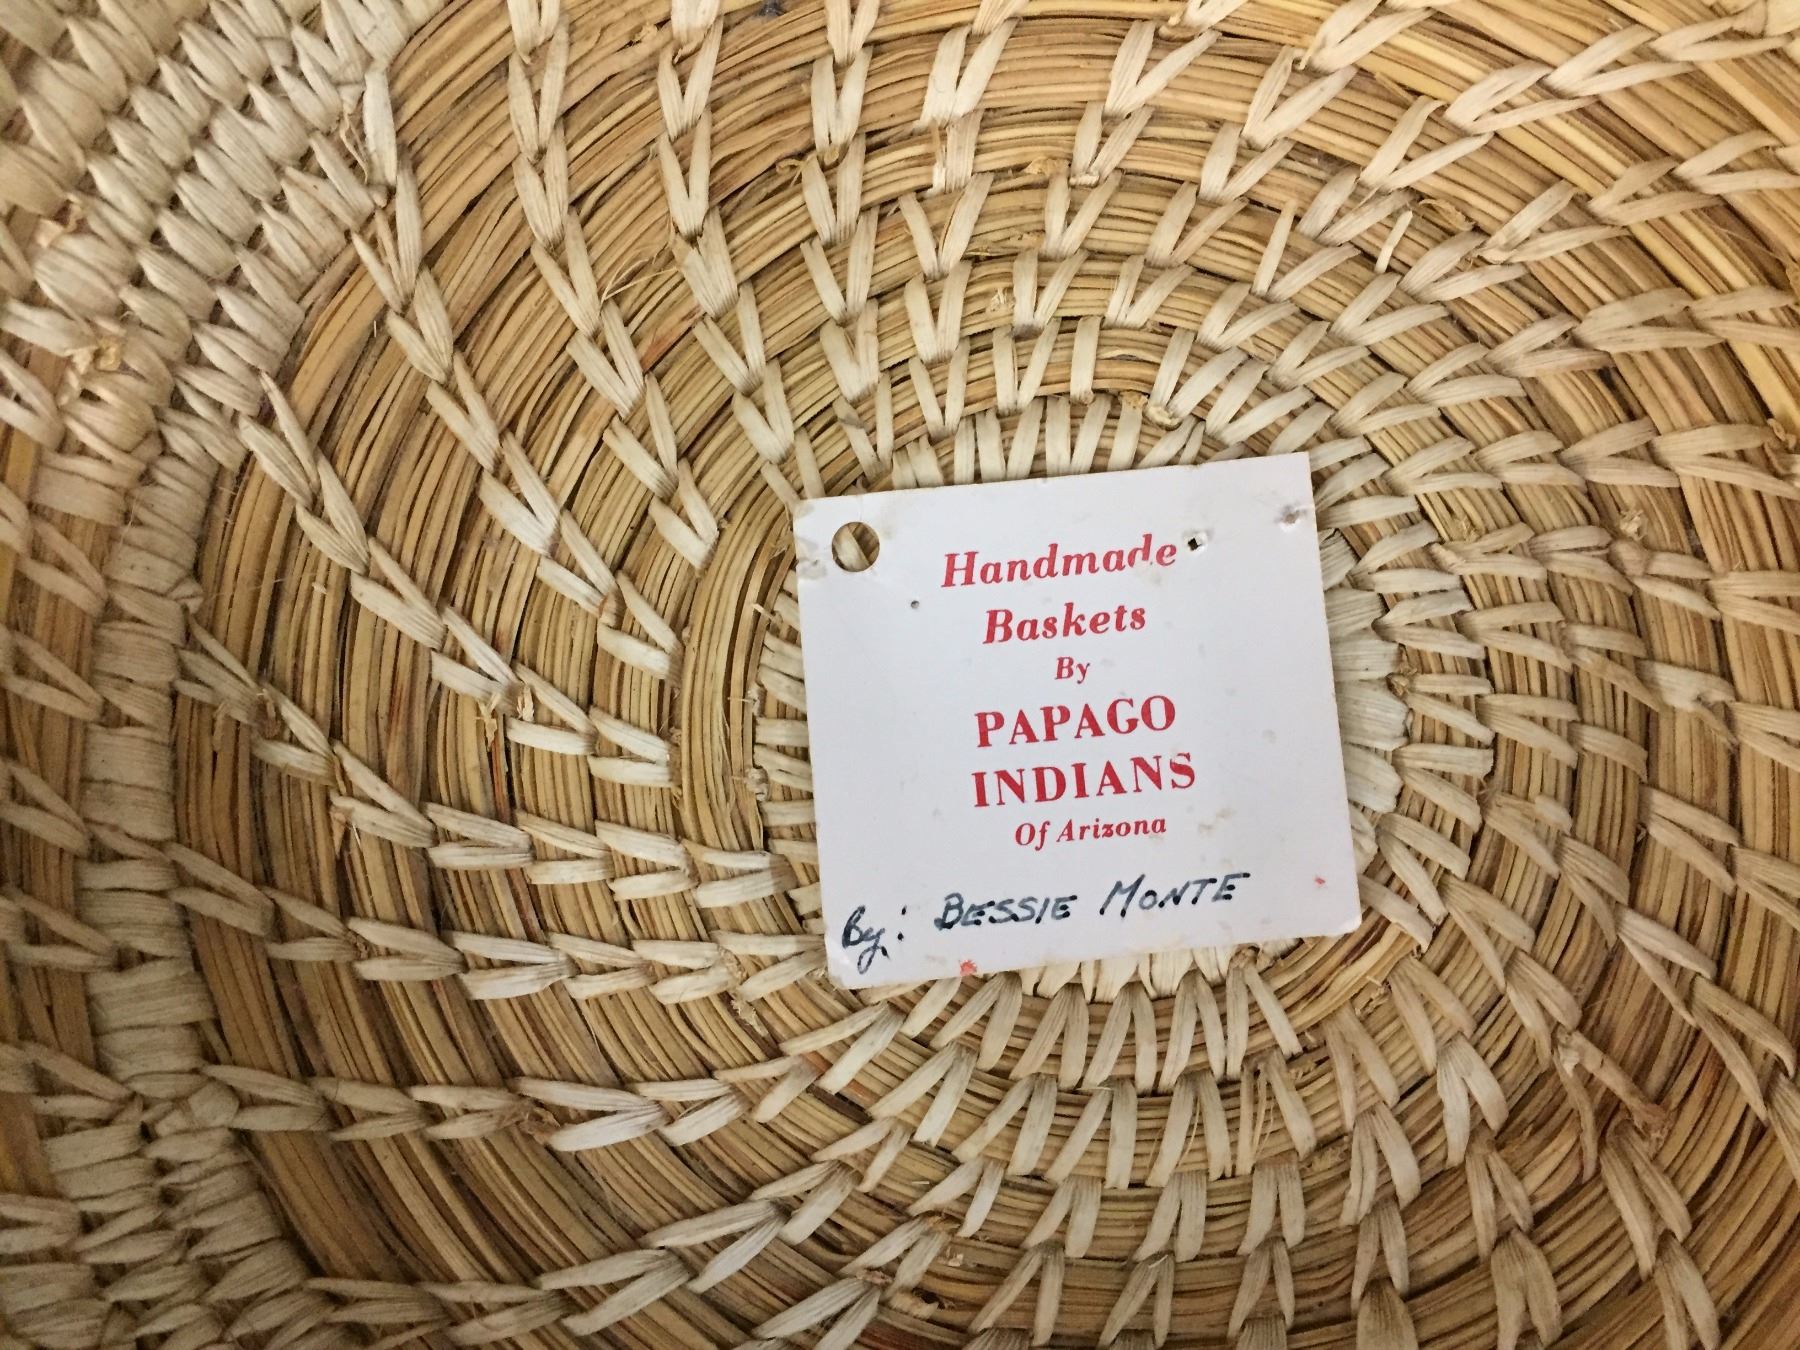 Handmade
Baskets
By
PAPAGO
INDIANS
Of Arizona
By: BESSIE MONTE